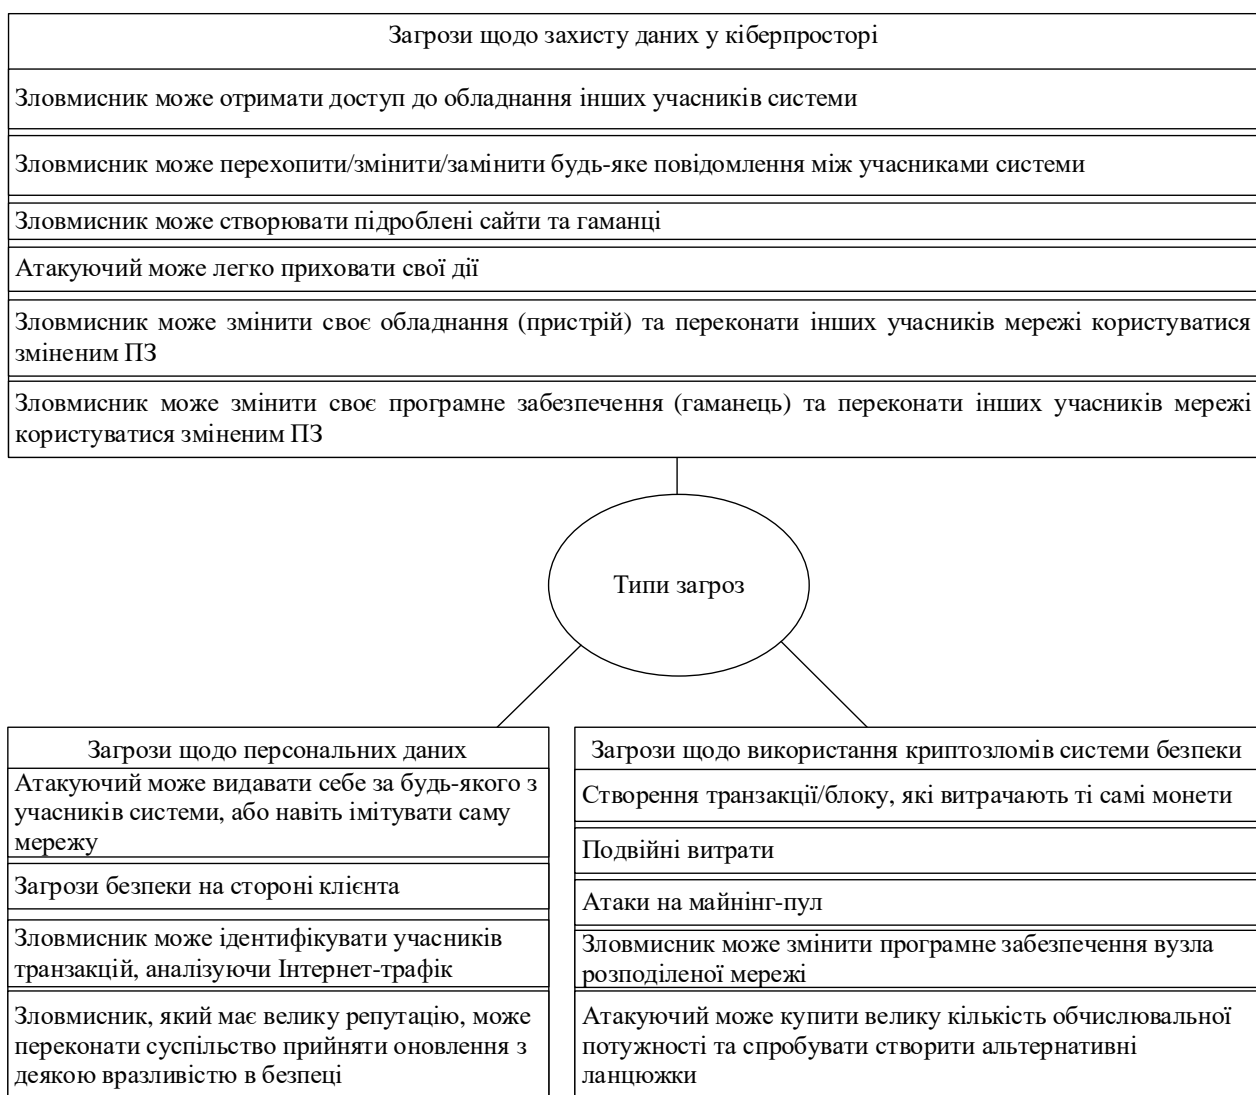 Загрози щодо захисту даних у кіберпросторі
Зловмисник може отримати доступ до обладнання інших учасників системи
Зловмисник може перехопити/змінити/замінити будь-яке повідомлення між учасниками системи
Зловмисник може створювати підроблені сайти та гаманці
Атакуючий може легко приховати свої дії
Зловмисник може змінити своє обладнання (пристрій) та переконати інших учасників мережі користуватися
зміненим ПЗ
Зловмисник може змінити своє програмне забезпечення (гаманець) та переконати інших учасників мережі
користуватися зміненим ПЗ
Типи загроз
Загрози щодо персональних даних
Атакуючий може видавати себе за будь-якого з
учасників системи, або навіть імітувати саму
мережу
Загрози безпеки на стороні клієнта
Зловмисник може ідентифікувати учасників
транзакцій, аналізуючи Інтернет-трафік
Зловмисник, який має велику репутацію, може
переконати суспільство прийняти оновлення з
деякою вразливістю в безпеці
Загрози щодо використання криптозломів системи безпеки
Створення транзакції/блоку, які витрачають ті самі монети
Подвійні витрати
Атаки на майнінг-пул
Зловмисник може змінити програмне забезпечення вузла
розподіленої мережі
Атакуючий може купити велику кількість обчислювальної
потужності та спробувати створити альтернативні
ланцюжки